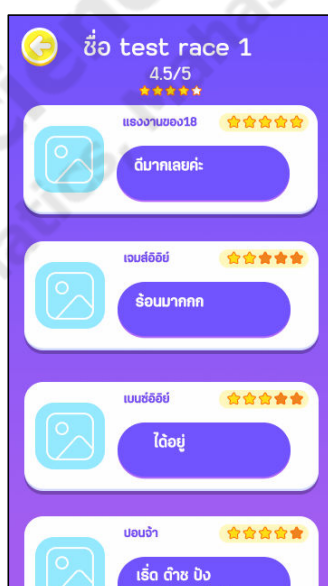 ชื่อ test race 1
4.5/5
แรงงานของ18
ดีมากเลยค่ะ
เจมส์อิอิย์
ร้อนมากกก
เบนซ์อิอิย์
ได้อยู่
ปอนจ้า
เริ่ด ต๊าช ปัง